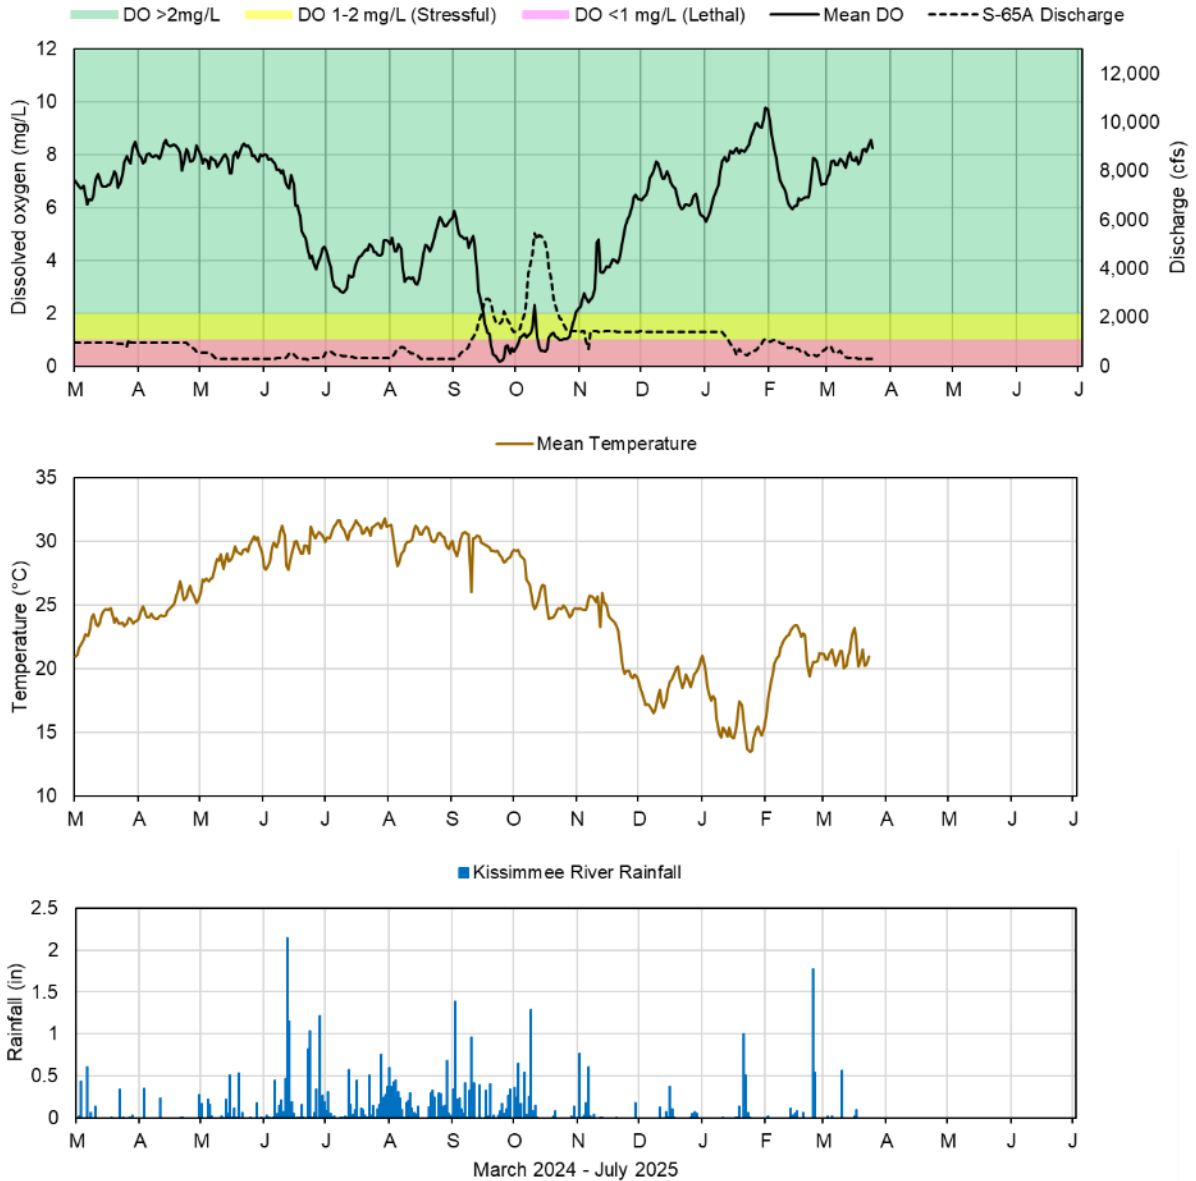 DO >2mg/L DO 1-2 mg/L (Stressful) DO <1 mg/L (Lethal) Mean DO S-65A Discharge
Dissolved oxygen (mg/L)
12
10
8
6
4
2
0
12,000
10,000
8,000
6,000
4,000
2,000
0
Discharge (cfs)
M A M J J A S O N D J F M A M J J
Mean Temperature
Temperature (°C)
35
30
25
20
15
10
M A M J J A S O N D J F M A M J J
Kissimmee River Rainfall
Rainfall (in)
2.5
2
1.5
1
0.5
0
M A M J J A S O N D J F M A M J J
March 2024 - July 2025